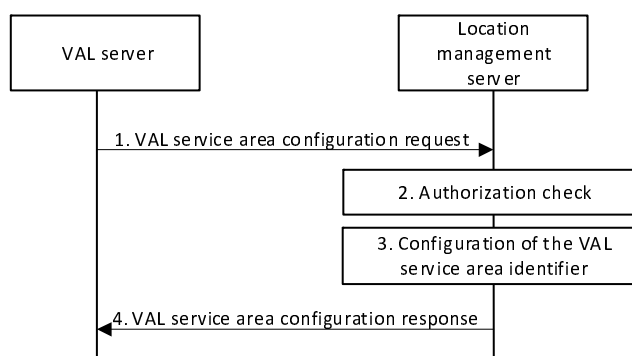 VAL server
Location
management
server
1. VAL service area configuration request
2. Authorization check
3. Configuration of the VAL
service area identifier
4. VAL service area configuration response